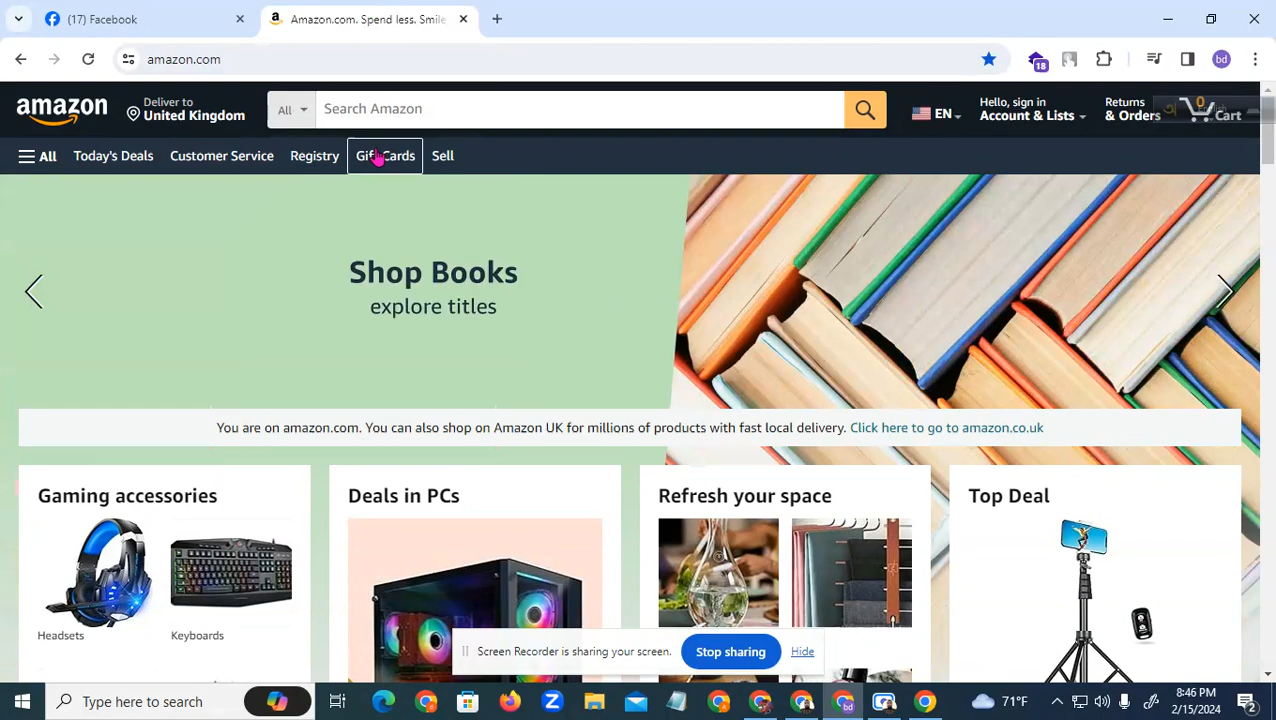 (17) Facebook
Amazon.com. Spend less. Smile
amazon.com
18
bd
amazon
Deliver to
United Kingdom
All
Search Amazon
EN
Hello, sign in
Account & Lists
Returns
& Orders
0
Cart
All
Today's Deals
Customer Service
Registry
Gift Cards
Sell
Shop Books
explore titles
You are on amazon.com. You can also shop on Amazon UK for millions of products with fast local delivery. Click here to go to amazon.co.uk
Gaming accessories
Deals in PCs
Refresh your space
Top Deal
Headsets
Keyboards
Screen Recorder is sharing your screen.
Stop sharing
Hide
Type here to search
bd
71°F
8:46 PM
2/15/2024
2